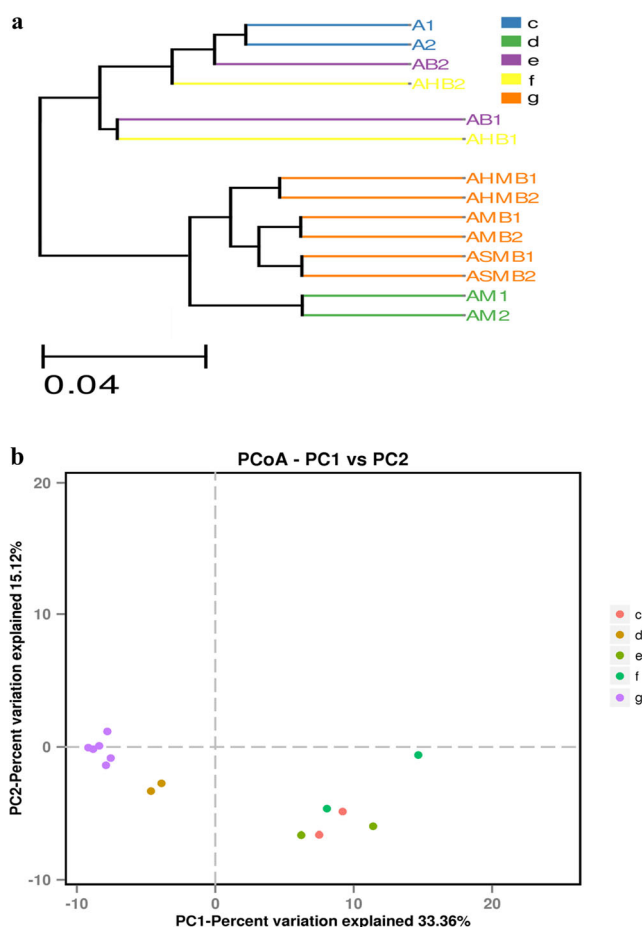 a
A1
A2
AB2
AHB2
AB1
AHB1
AHMB1
AHMB2
AMB1
AMB2
ASMB1
ASMB2
AM1
AM2
c
d
e
f
g
0.04
b
PCoA - PC1 vs PC2
20
10
0
-10
PC2-Percent variation explained 15.12%
-10
0
10
20
PC1-Percent variation explained 33.36%
c
d
e
f
g